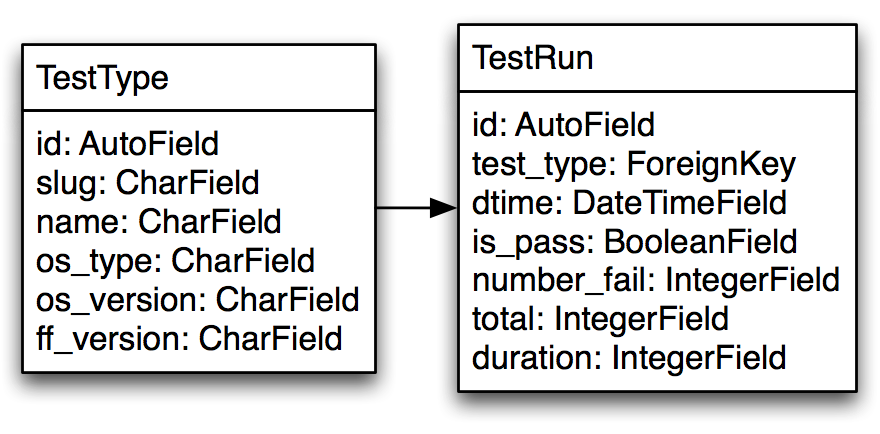 TestType
id: AutoField
slug: CharField
name: CharField
os_type: CharField
os_version: CharField
ff_version: CharField
TestRun
id: AutoField
test_type: ForeignKey
dtime: DateTimeField
is_pass: BooleanField
number_fail: IntegerField
total: IntegerField
duration: IntegerField